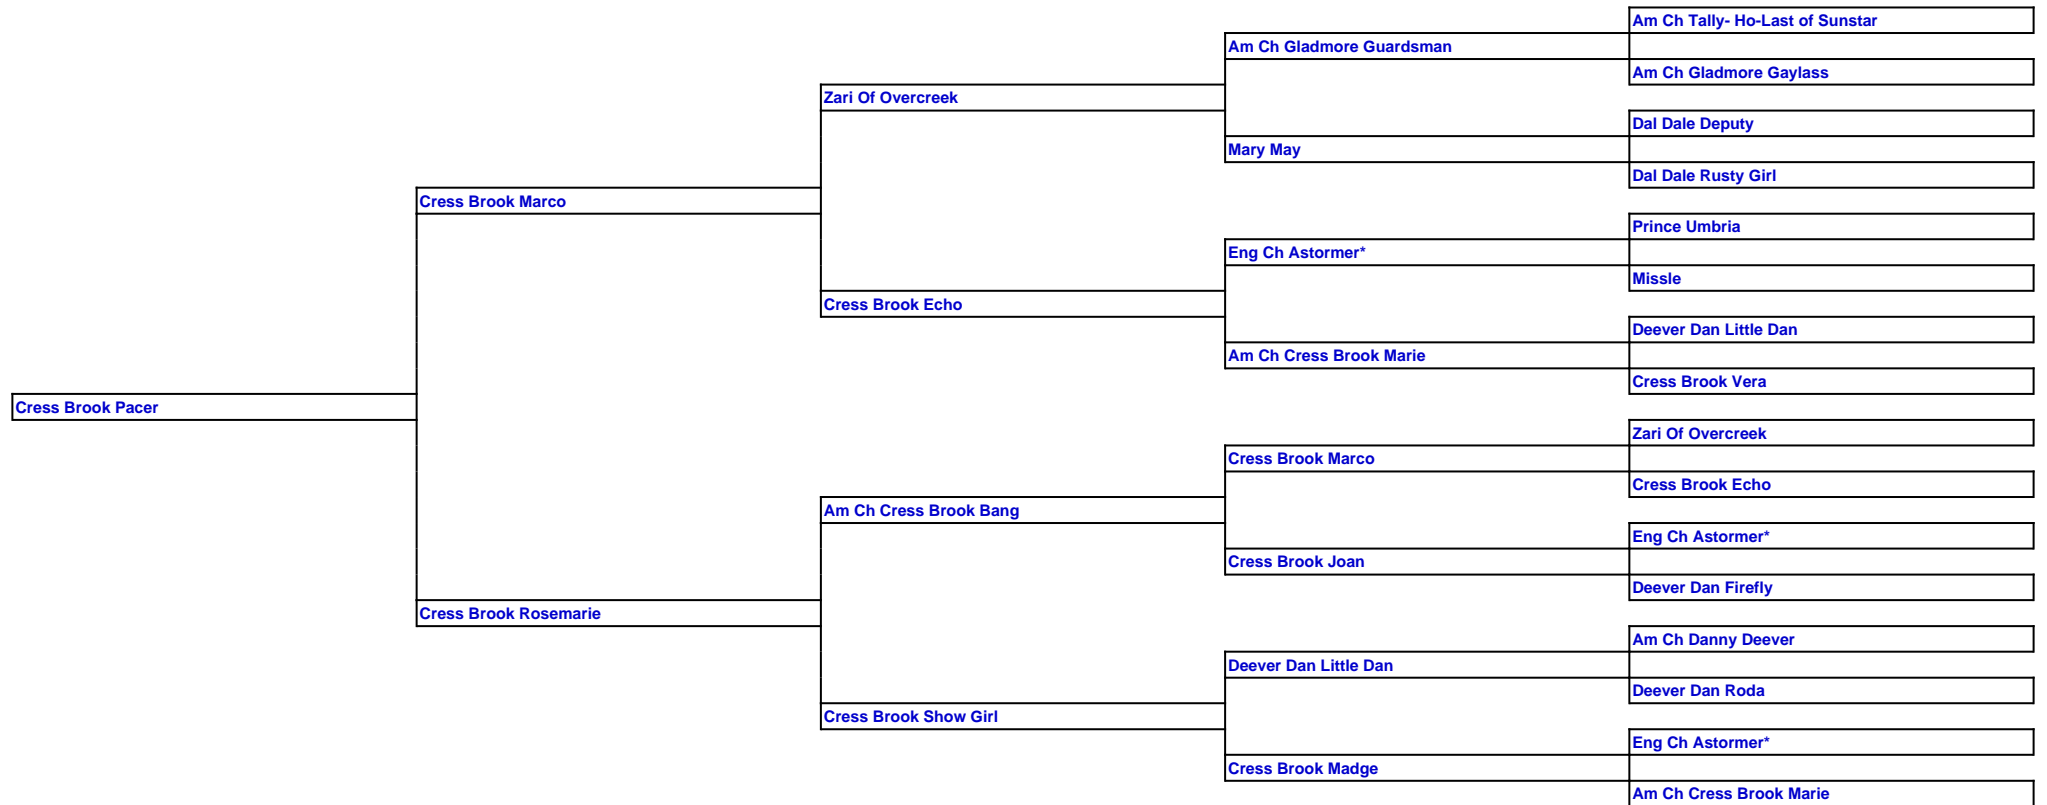 Am Ch Tally- Ho-Last of Sunstar
Am Ch Gladmore Guardsman
Am Ch Gladmore Gaylass
Zari Of Overcreek
Dal Dale Deputy
Mary May
Dal Dale Rusty Girl
Cress Brook Marco
Prince Umbria
Eng Ch Astormer*
Missle
Cress Brook Echo
Deever Dan Little Dan
Am Ch Cress Brook Marie
Cress Brook Vera
Cress Brook Pacer
Zari Of Overcreek
Cress Brook Marco
Cress Brook Echo
Am Ch Cress Brook Bang
Eng Ch Astormer*
Cress Brook Joan
Deever Dan Firefly
Cress Brook Rosemarie
Am Ch Danny Deever
Deever Dan Little Dan
Deever Dan Roda
Cress Brook Show Girl
Eng Ch Astormer*
Cress Brook Madge
Am Ch Cress Brook Marie